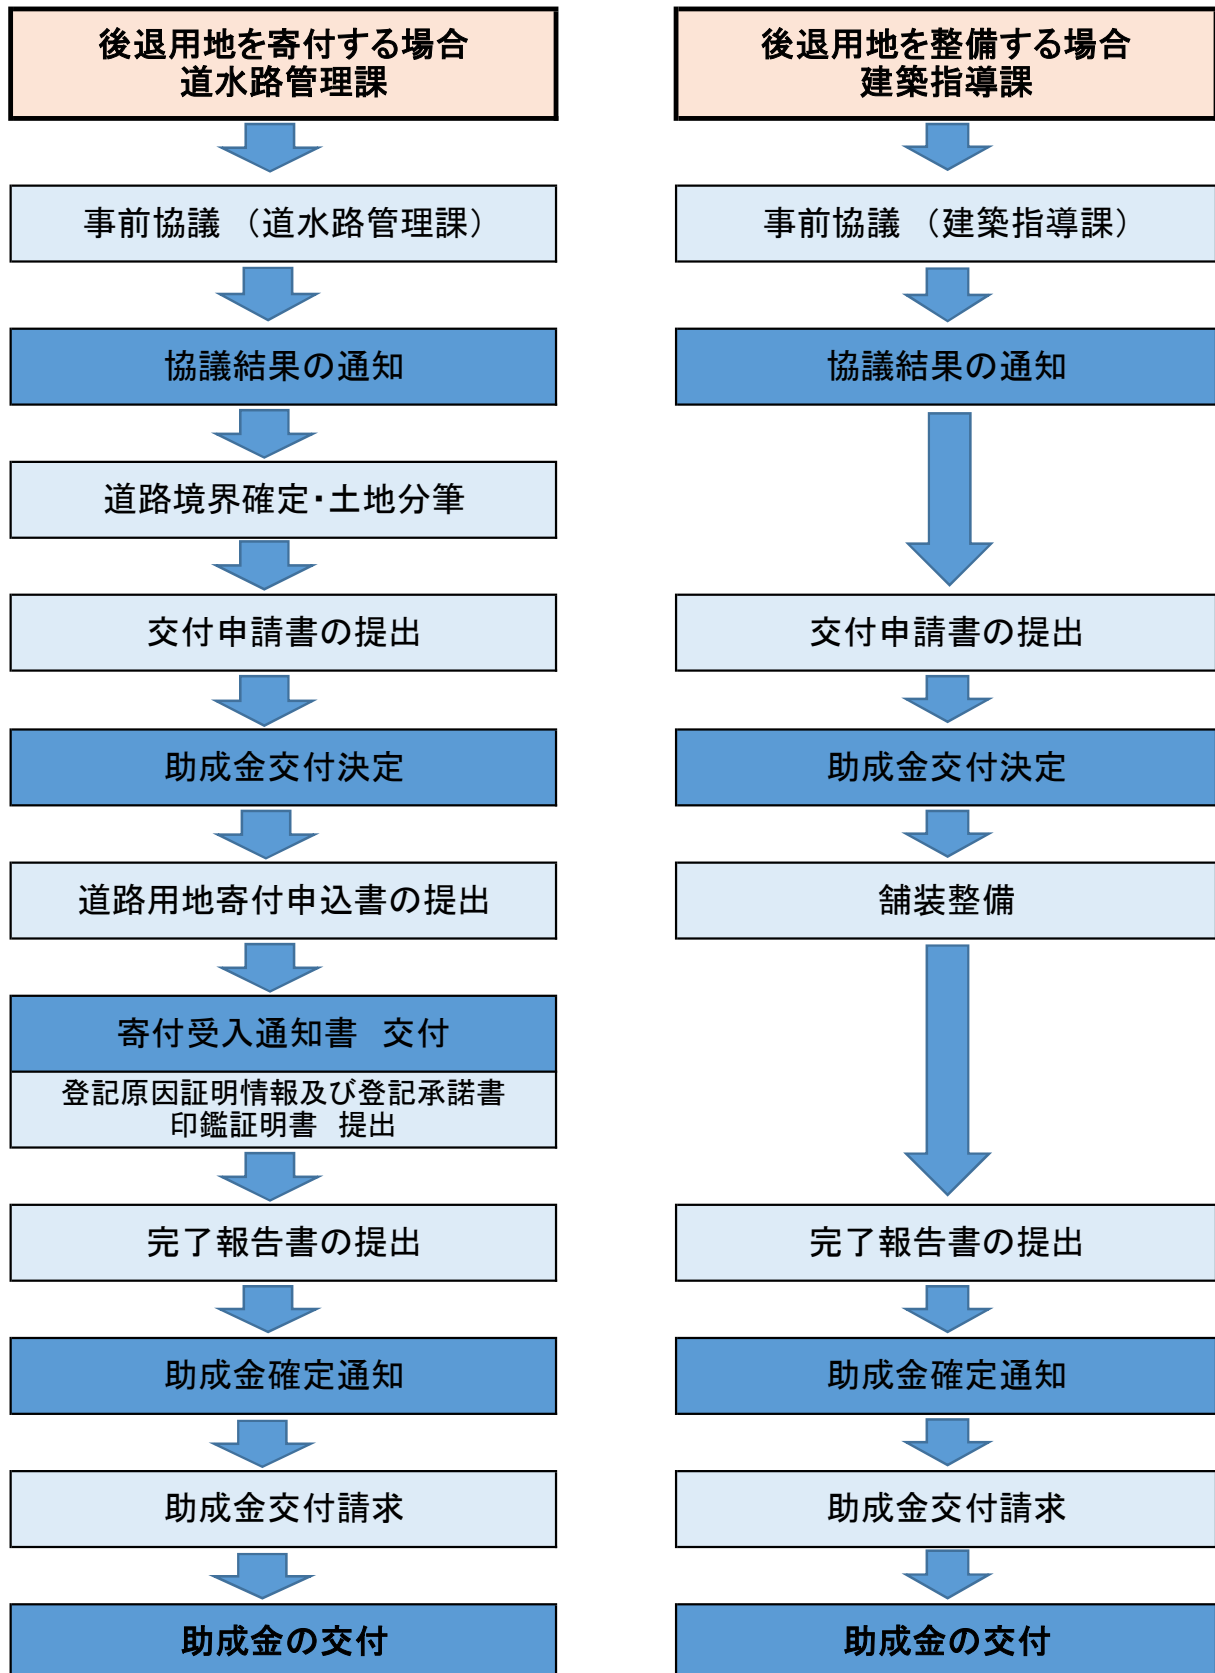 後退用地を寄付する場合
道水路管理課
事前協議 （道水路管理課）
協議結果の通知
道路境界確定・土地分筆
交付申請書の提出
助成金交付決定
道路用地寄付申込書の提出
寄付受入通知書　交付
登記原因証明情報及び登記承諾書
印鑑証明書　提出
完了報告書の提出
助成金確定通知
助成金交付請求
助成金の交付
後退用地を整備する場合
建築指導課
事前協議 （建築指導課）
協議結果の通知
交付申請書の提出
助成金交付決定
舗装整備
完了報告書の提出
助成金確定通知
助成金交付請求
助成金の交付